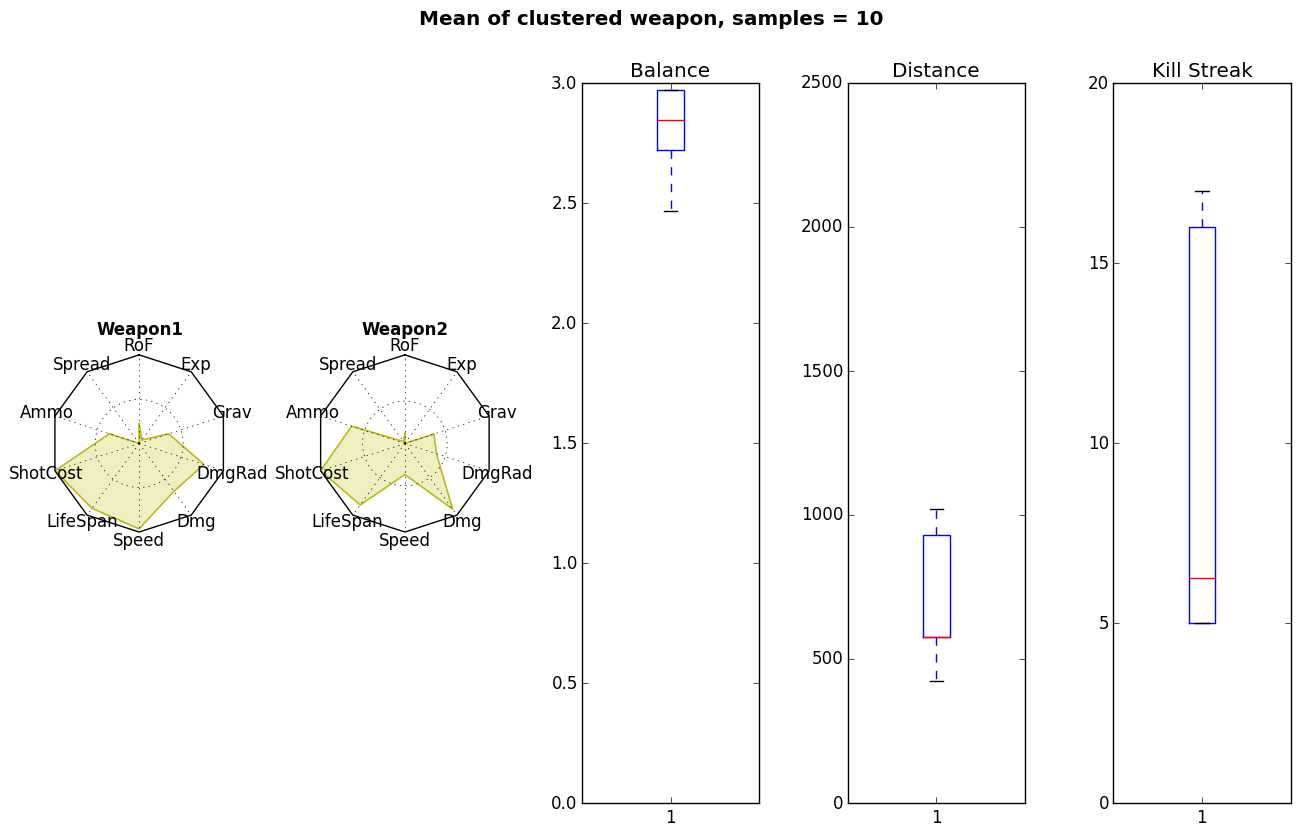 Mean of clustered weapon, samples = 10
Weapon1
RoF
Exp
Spread
Grav
Ammo
DmgRad
ShotCost
Dmg
LifeSpan
Speed
Weapon2
RoF
Exp
Spread
Grav
Ammo
DmgRad
ShotCost
Dmg
LifeSpan
Speed
Balance
3.0
2.5
2.0
1.5
1.0
0.5
0.0
1
Distance
2500
2000
1500
1000
500
0
1
Kill Streak
20
15
10
5
0
1